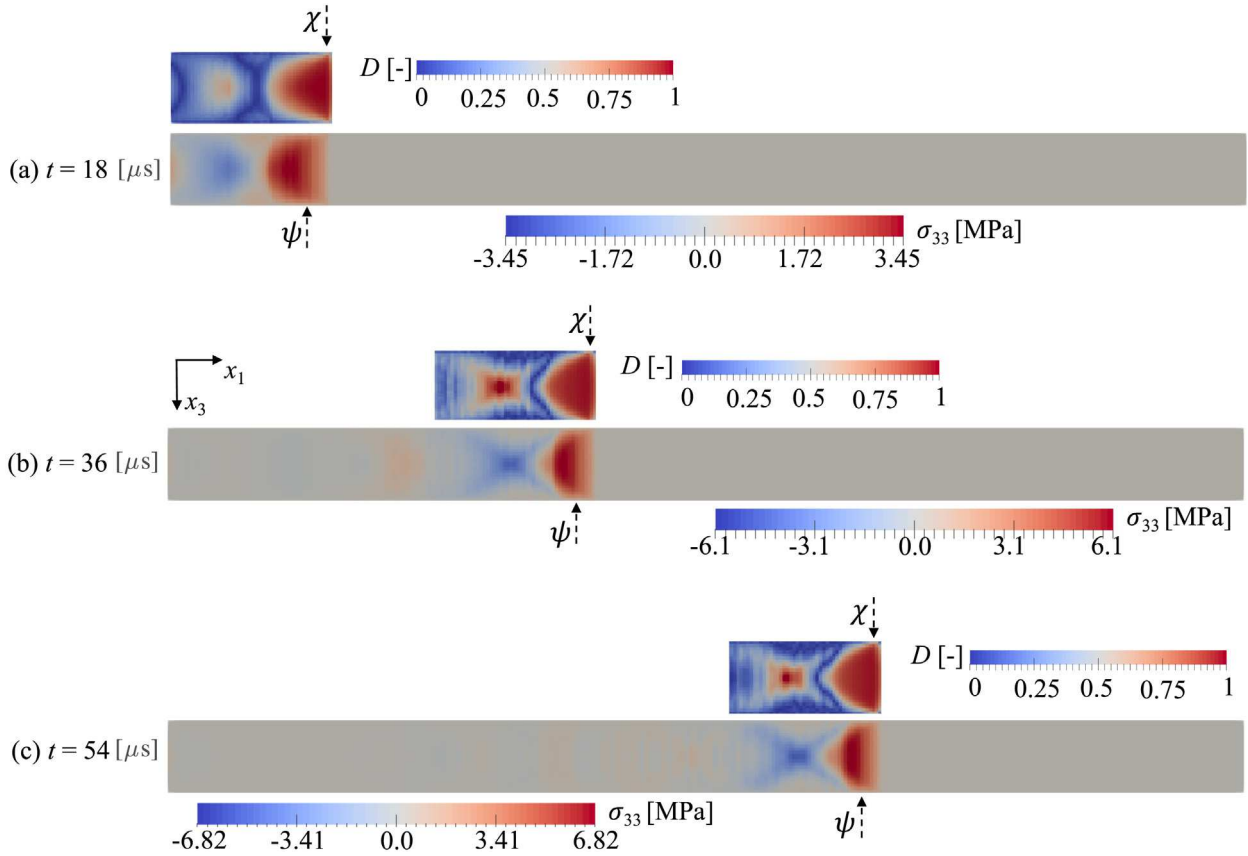 χ
D [-]
0 0.25 0.5 0.75 1
(a) t = 18 [μs]
ψ
σ33 [MPa]
-3.45 -1.72 0.0 1.72 3.45
χ
x1
x3
D [-]
0 0.25 0.5 0.75 1
(b) t = 36 [μs]
ψ
σ33 [MPa]
-6.1 -3.1 0.0 3.1 6.1
χ
D [-]
0 0.25 0.5 0.75 1
(c) t = 54 [μs]
σ33 [MPa]
-6.82 -3.41 0.0 3.41 6.82
ψ